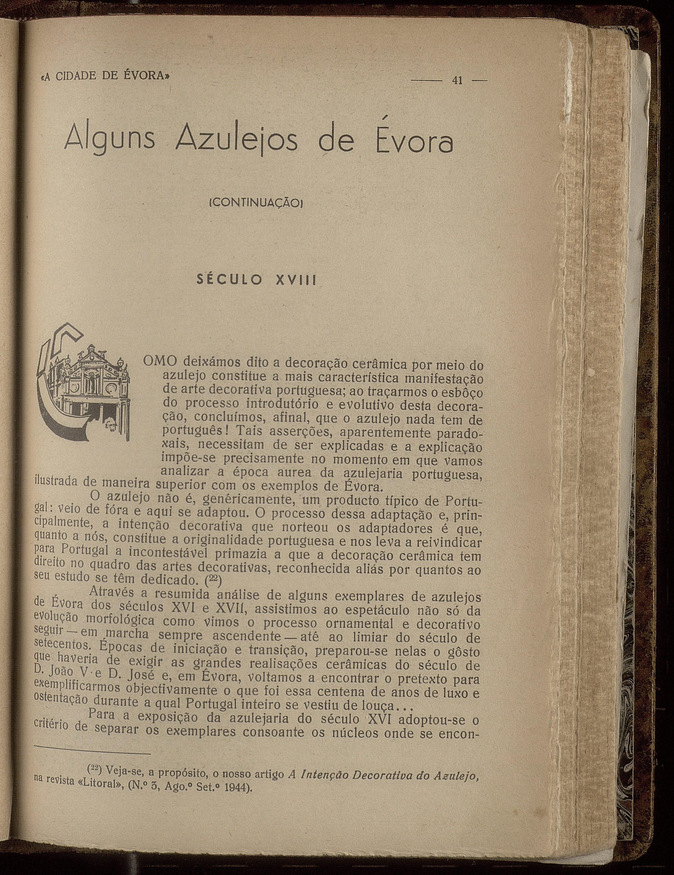 «A CIDADE DE ÉVORA»
— 41 —
Alguns Azulejos de Évora
(CONTINUAÇÃO)
SÉCULO XVIII
COMO deixámos dito a decoração cerâmica por meio do
azulejo constitue a mais característica manifestação
de arte decorativa portuguesa; ao traçarmos o esbôço
do processo introdutório e evolutivo desta decora-
ção, concluímos, afinal, que o azulejo nada tem de
português! Tais asserções, aparentemente parado-
xais, necessitam de ser explicadas e a explicação
impõe-se precisamente no momento em que vamos
analizar a época aurea da azulejaria portuguesa,
ilustrada de maneira superior com os exemplos de Évora.
O azulejo não é, genéricamente, um producto típico de Portu-
gal: veio de fóra e aqui se adaptou. O processo dessa adaptação e, prin-
cipalmente, a intenção decorativa que norteou os adaptadores é que,
quanto a nós, constitue a originalidade portuguesa e nos leva a reivindicar
para Portugal a incontestável primazia a que a decoração cerâmica tem
direito no quadro das artes decorativas, reconhecida aliás por quantos ao
seu estudo se têm dedicado. (²²)
Através a resumida análise de alguns exemplares de azulejos
de Évora dos séculos XVI e XVII, assistimos ao espetáculo não só da
evolução morfológica como vimos o processo ornamental e decorativo
seguir — em marcha sempre ascendente — até ao limiar do século de
setecentos. Épocas de iniciação e transição, preparou-se nelas o gôsto
que haveria de exigir as grandes realisações cerâmicas do século de
D. João V e D. José e, em Évora, voltamos a encontrar o pretexto para
exemplificarmos objectivamente o que foi essa centena de anos de luxo e
ostentação durante a qual Portugal inteiro se vestiu de louça...
Para a exposição da azulejaria do século XVI adoptou-se o
critério de separar os exemplares consoante os núcleos onde se encon-
(²²) Veja-se, a propósito, o nosso artigo A Intenção Decorativa do Azulejo,
na revista «Litoral», (N.º 3, Ago.º Set.º 1944).